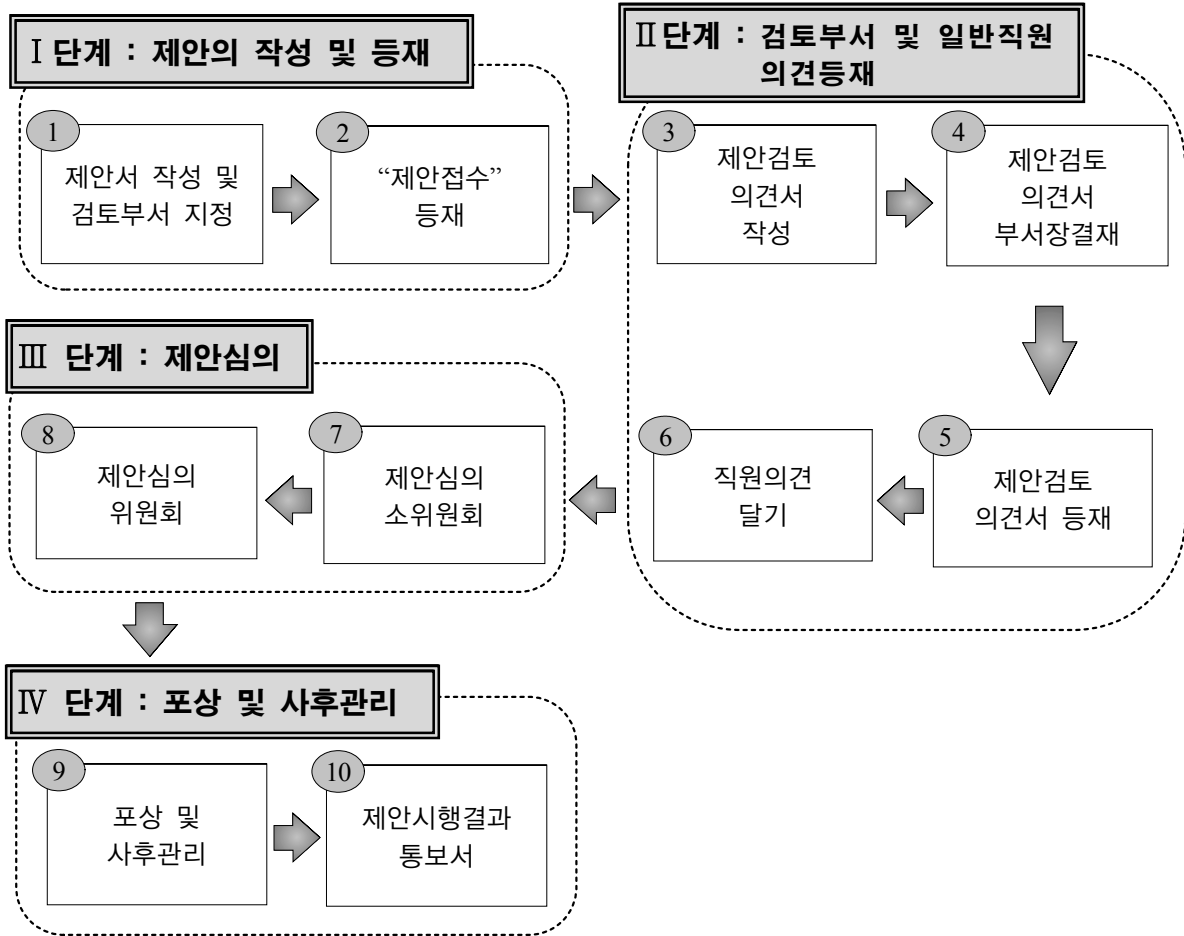 Ⅰ단계 : 제안의 작성 및 등재
1
제안서 작성 및
검토부서 지정
2
“제안접수”
등재
Ⅱ단계 : 검토부서 및 일반직원
의견등재
3
제안검토
의견서
작성
4
제안검토
의견서
부서장결재
5
제안검토
의견서 등재
6
직원의견
달기
Ⅲ 단계 : 제안심의
7
제안심의
소위원회
8
제안심의
위원회
Ⅳ 단계 : 포상 및 사후관리
9
포상 및
사후관리
10
제안시행결과
통보서